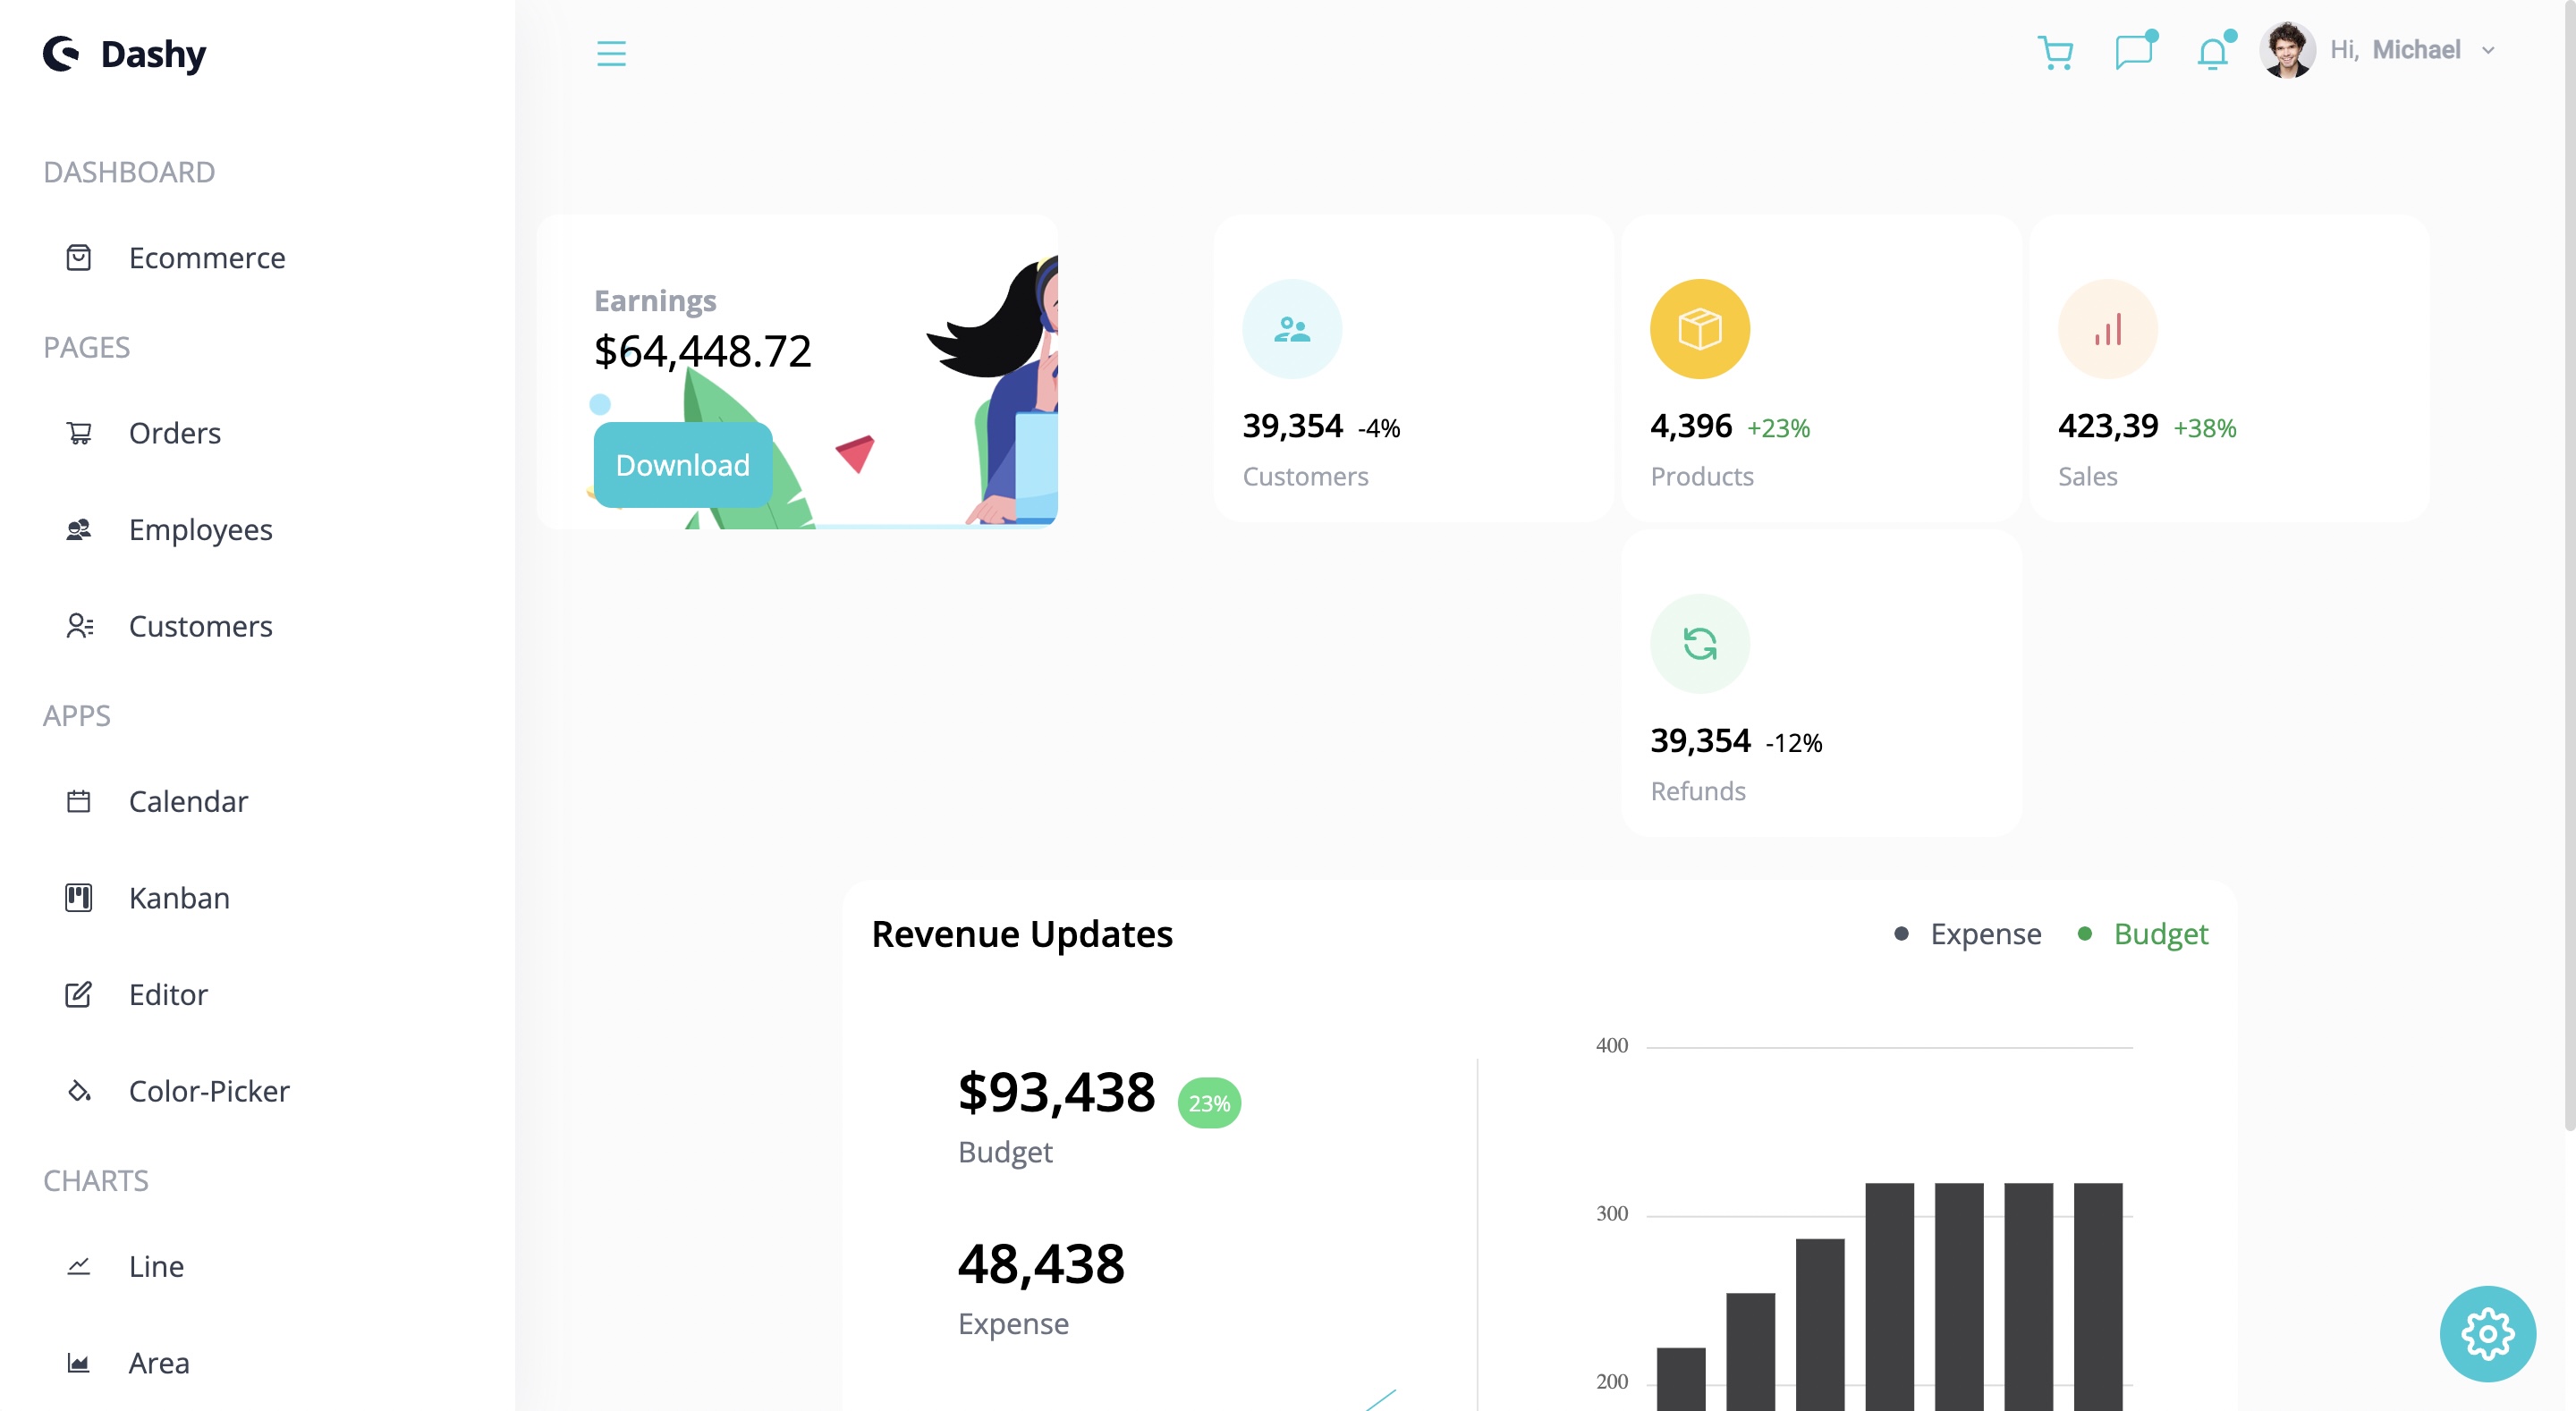 Dashy
DASHBOARD
Ecommerce
PAGES
Orders
Employees
Customers
APPS
Calendar
Kanban
Editor
Color-Picker
CHARTS
Line
Area
Hi, Michael
Earnings
$64,448.72
Download
39,354 -4%
Customers
4,396 +23%
Products
423,39 +38%
Sales
39,354 -12%
Refunds
Revenue Updates
Expense
Budget
$93,438 23%
Budget
48,438
Expense
400
300
200